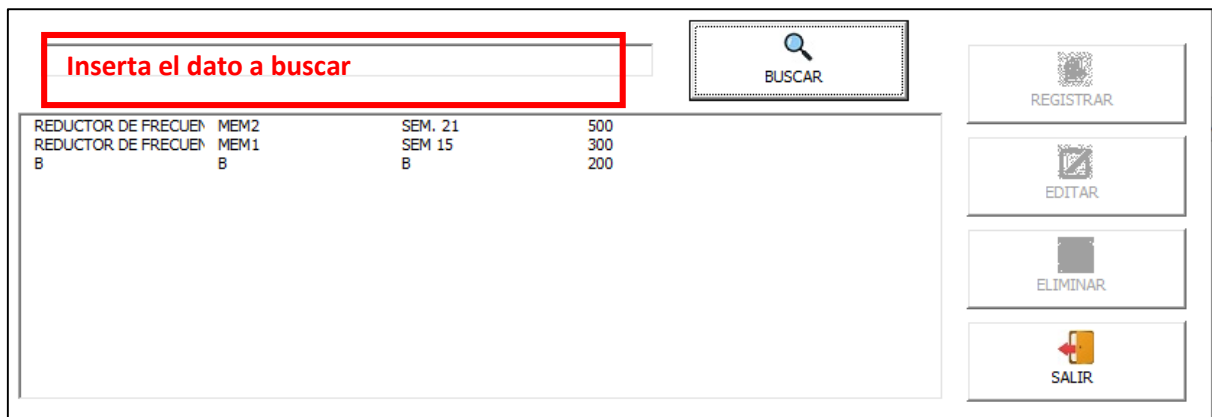 Inserta el dato a buscar
BUSCAR
REDUCTOR DE FRECUEN MEM2 SEM. 21 500
REDUCTOR DE FRECUEN MEM1 SEM 15 300
B B B 200
REGISTRAR
EDITAR
ELIMINAR
SALIR